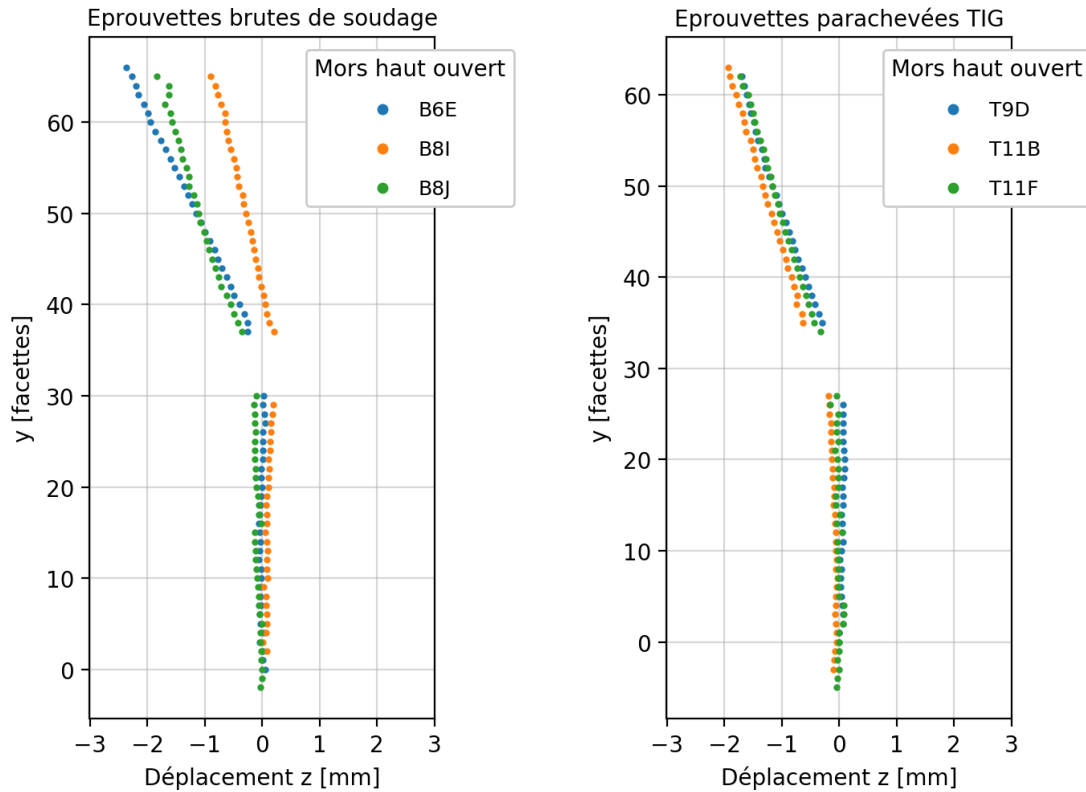 Eprouvettes brutes de soudage
Mors haut ouvert
B6E
B8I
B8J
60
50
40
30
20
10
0
y [facettes]
−3 −2 −1 0 1 2 3
Déplacement z [mm]
Eprouvettes parachevées TIG
Mors haut ouvert
T9D
T11B
T11F
60
50
40
30
20
10
0
y [facettes]
−3 −2 −1 0 1 2 3
Déplacement z [mm]